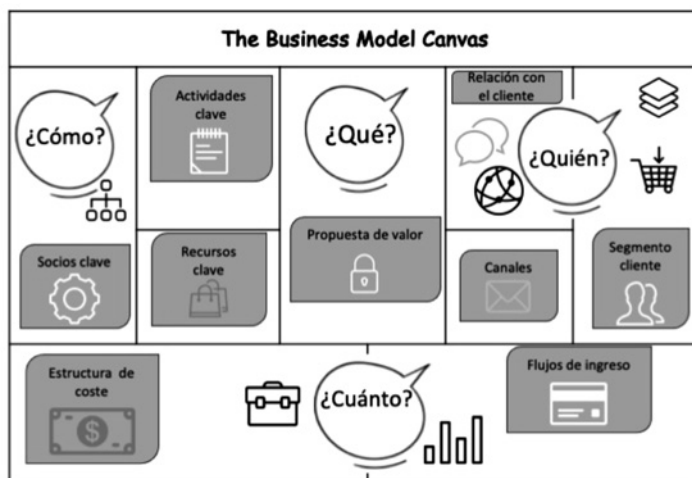 The Business Model Canvas
¿Cómo?
Socios clave
Actividades
clave
Recursos
clave
¿Qué?
Propuesta de valor
Relación con
el cliente
¿Quién?
Canales
Segmento
cliente
Estructura de
coste
$
¿Cuánto?
Flujos de ingreso